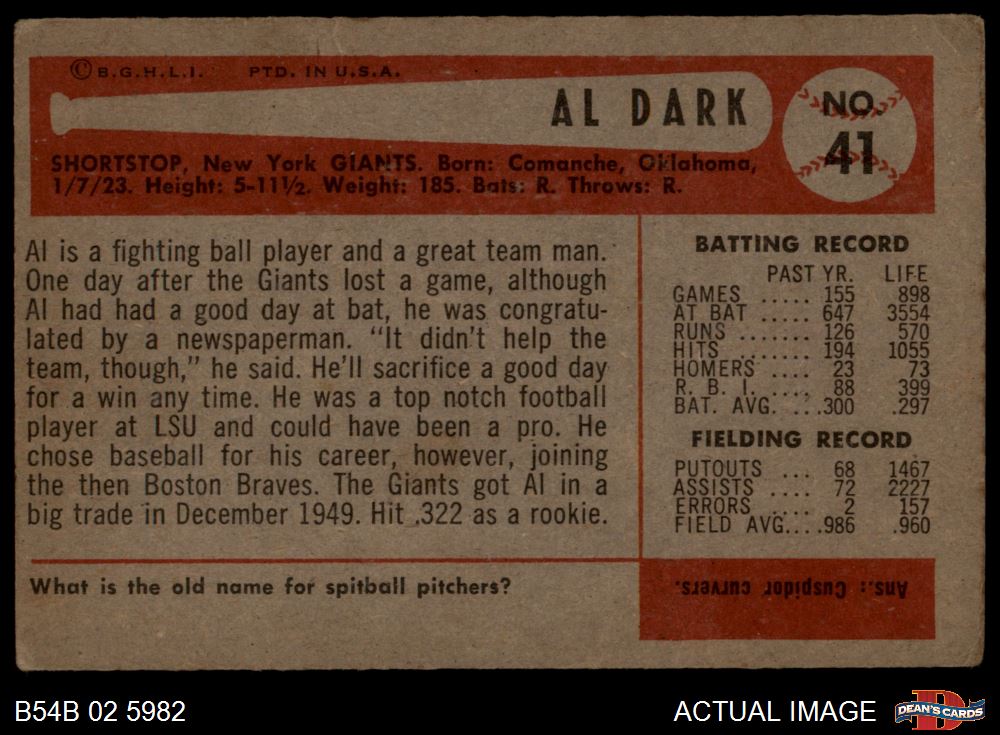 © B.G.H.L.I. PTD. IN U.S.A.
AL DARK
NO.
41
SHORTSTOP, New York GIANTS. Born: Comanche, Oklahoma,
1/7/23. Height: 5-11½. Weight: 185. Bats: R. Throws: R.
Al is a fighting ball player and a great team man.
One day after the Giants lost a game, although
Al had had a good day at bat, he was congratu-
lated by a newspaperman. "It didn't help the
team, though," he said. He'll sacrifice a good day
for a win any time. He was a top notch football
player at LSU and could have been a pro. He
chose baseball for his career, however, joining
the then Boston Braves. The Giants got Al in a
big trade in December 1949. Hit .322 as a rookie.
BATTING RECORD
PAST YR. LIFE
GAMES ..... 155 898
AT BAT ..... 647 3554
RUNS ....... 126 570
HITS ........ 194 1055
HOMERS .... 23 73
R. B. I. ..... 88 399
BAT. AVG. ...300 .297
FIELDING RECORD
PUTOUTS ... 68 1467
ASSISTS .... 72 2227
ERRORS .... 2 157
FIELD AVG....986 .960
What is the old name for spitball pitchers?
Ans.: Cuspidor curvers.
B54B 02 5982
ACTUAL IMAGE
D
DEAN'S CARDS